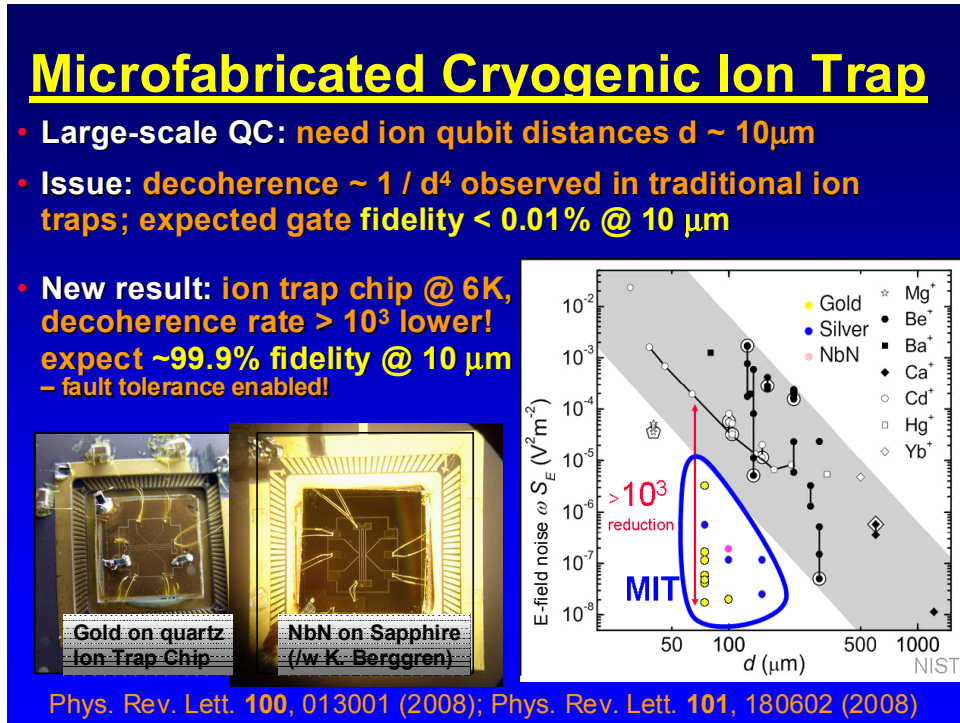 Microfabricated Cryogenic Ion Trap
• Large-scale QC: need ion qubit distances d ~ 10μm
• Issue: decoherence ~ 1 / d⁴ observed in traditional ion
traps; expected gate fidelity < 0.01% @ 10 μm
• New result: ion trap chip @ 6K,
decoherence rate > 10³ lower!
expect ~99.9% fidelity @ 10 μm
– fault tolerance enabled!
Gold on quartz
Ion Trap Chip
NbN on Sapphire
(/w K. Berggren)
E-field noise ω S_E (V²m⁻²)
10⁻²
10⁻³
10⁻⁴
10⁻⁵
10⁻⁶
10⁻⁷
10⁻⁸
Gold
Silver
NbN
Mg⁺
Be⁺
Ba⁺
Ca⁺
Cd⁺
Hg⁺
Yb⁺
>10³
reduction
MIT
50
100
500
1000
d (μm)
NIST
Phys. Rev. Lett. 100, 013001 (2008); Phys. Rev. Lett. 101, 180602 (2008)